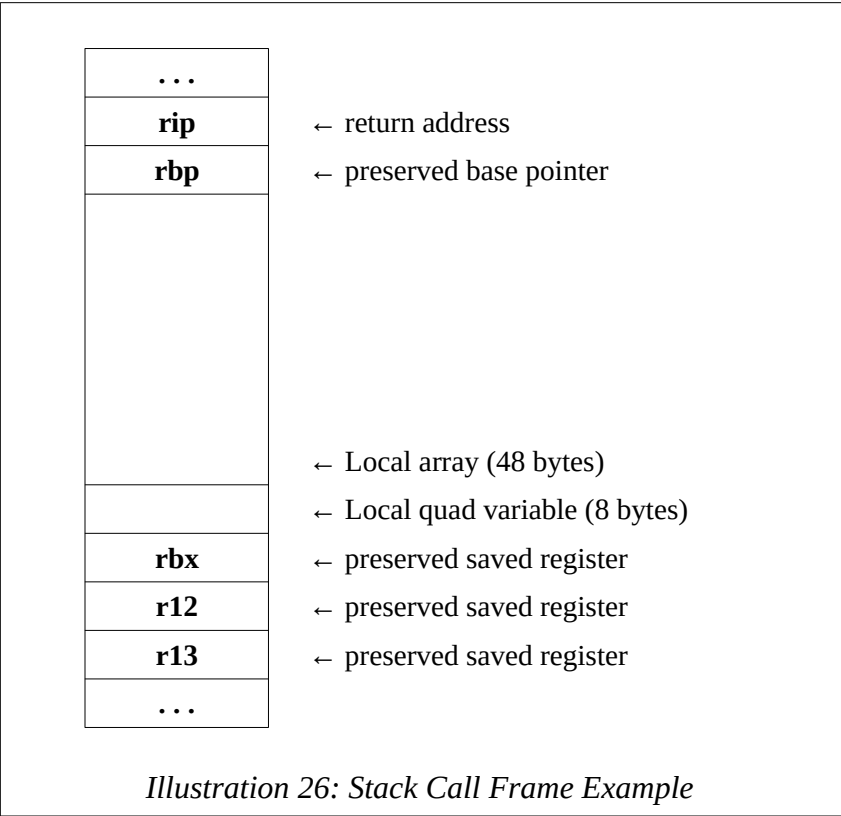 . . .
rip ← return address
rbp ← preserved base pointer
← Local array (48 bytes)
← Local quad variable (8 bytes)
rbx ← preserved saved register
r12 ← preserved saved register
r13 ← preserved saved register
. . .
Illustration 26: Stack Call Frame Example